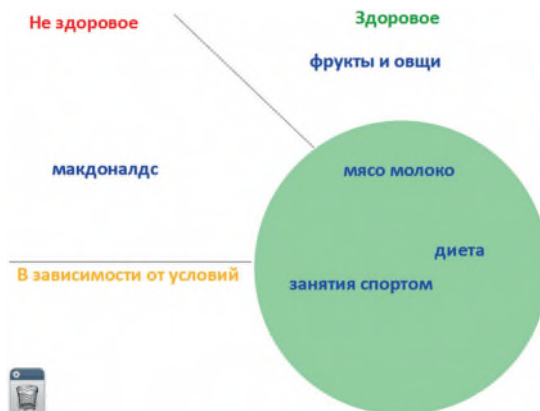 Не здоровое
Здоровое
фрукты и овщи
макдоналдс
мясо молоко
диета
В зависимости от условий
занятия спортом